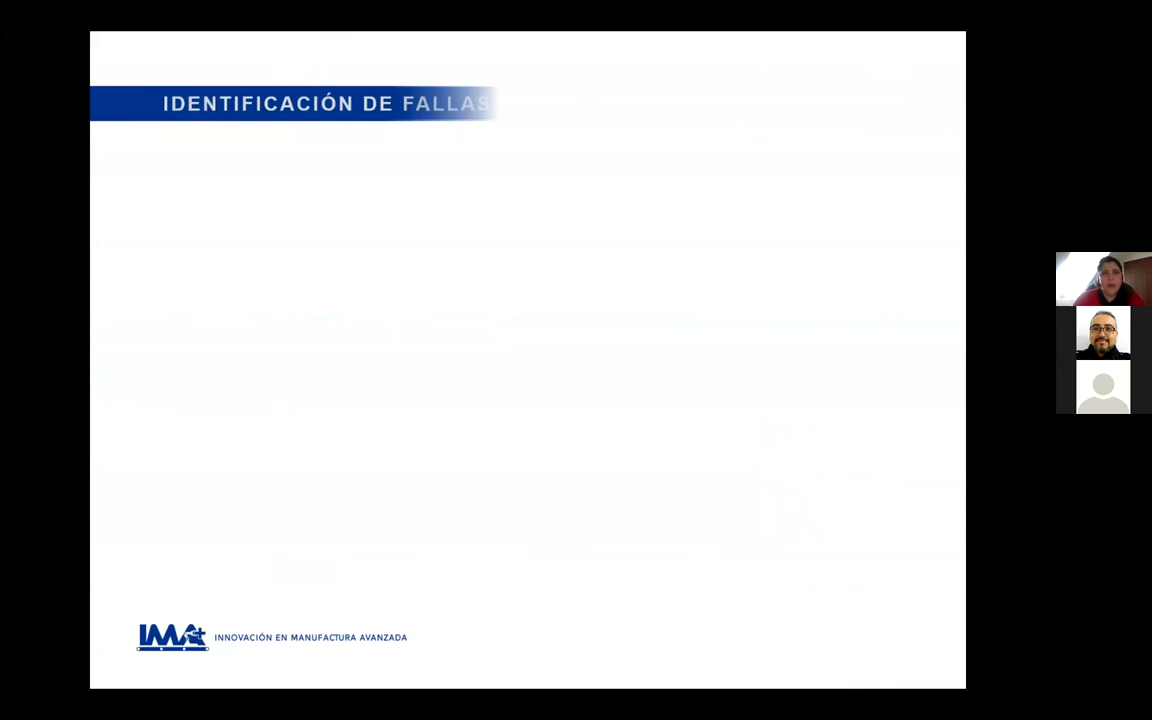 IDENTIFICACIÓN DE FALLAS
IMA+ INNOVACIÓN EN MANUFACTURA AVANZADA